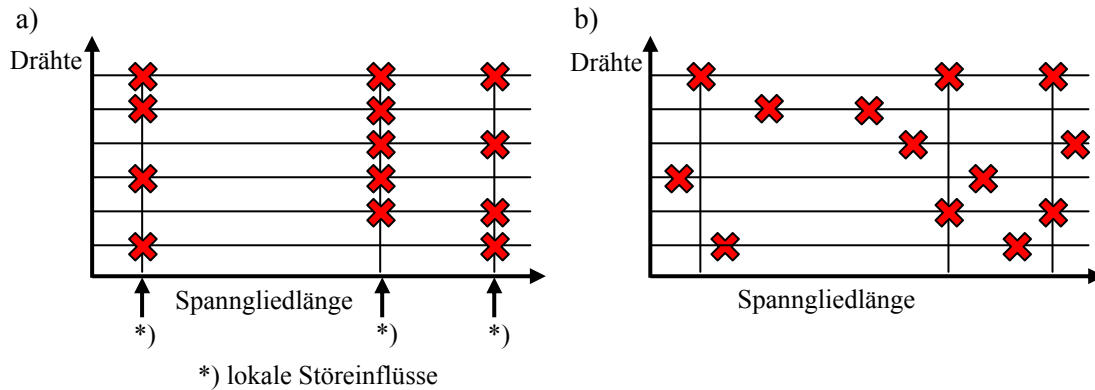 a)
Drähte
Spanngliedlänge
*) *) *)
*) lokale Störeinflüsse
b)
Drähte
Spanngliedlänge